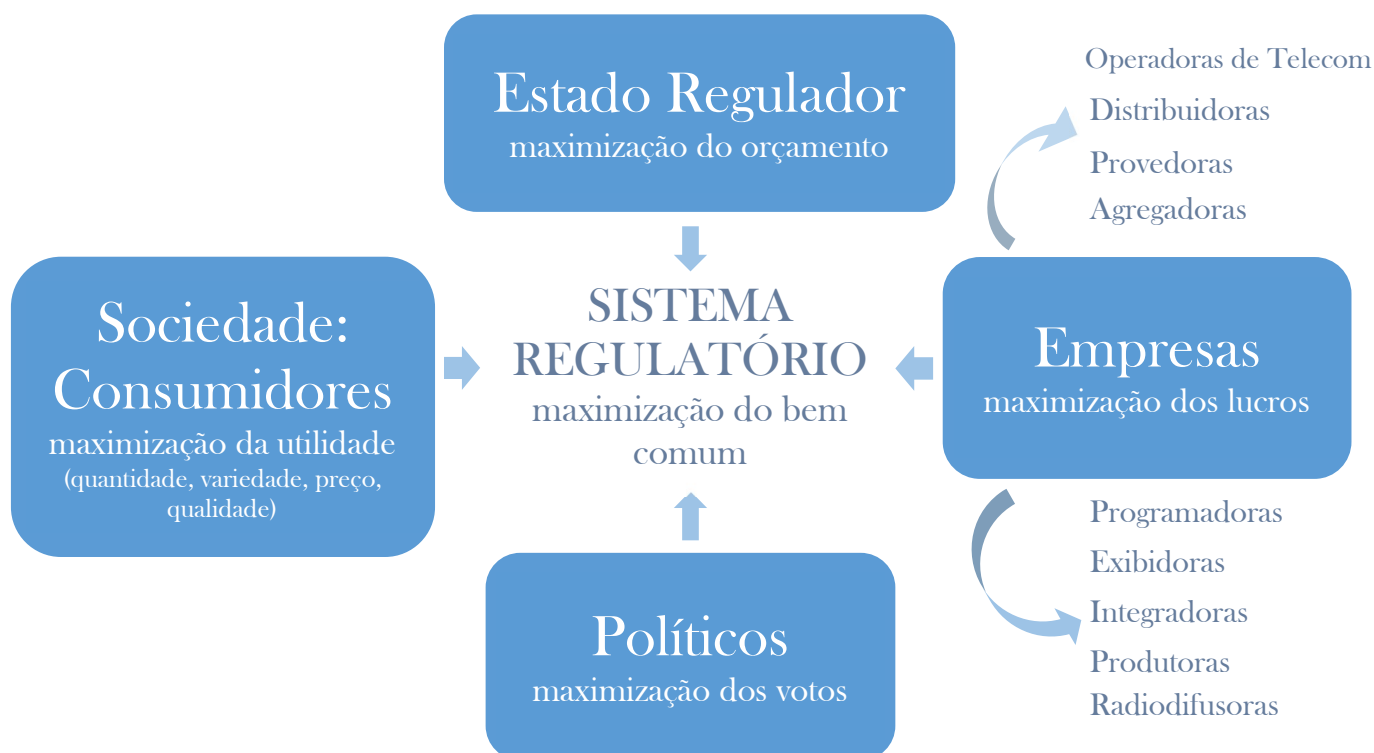 Estado Regulador
maximização do orçamento
Operadoras de Telecom
Distribuidoras
Provedoras
Agregadoras
Sociedade:
Consumidores
maximização da utilidade
(quantidade, variedade, preço,
qualidade)
SISTEMA
REGULATÓRIO
maximização do bem
comum
Empresas
maximização dos lucros
Programadoras
Exibidoras
Integradoras
Produtoras
Radiodifusoras
Políticos
maximização dos votos